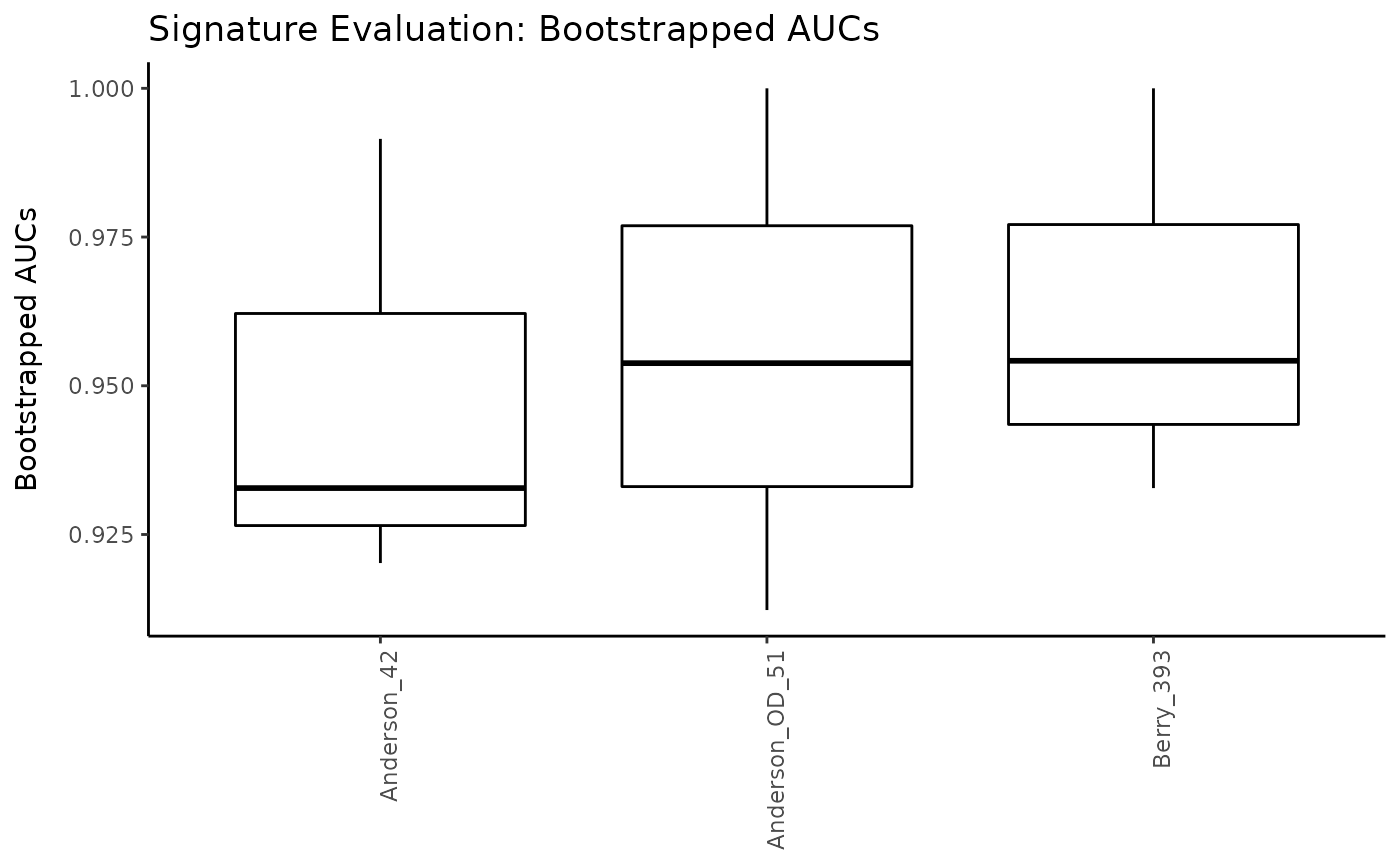 Signature Evaluation: Bootstrapped AUCs
Bootstrapped AUCs
1.000
0.975
0.950
0.925
Anderson_42
Anderson_OD_51
Berry_393